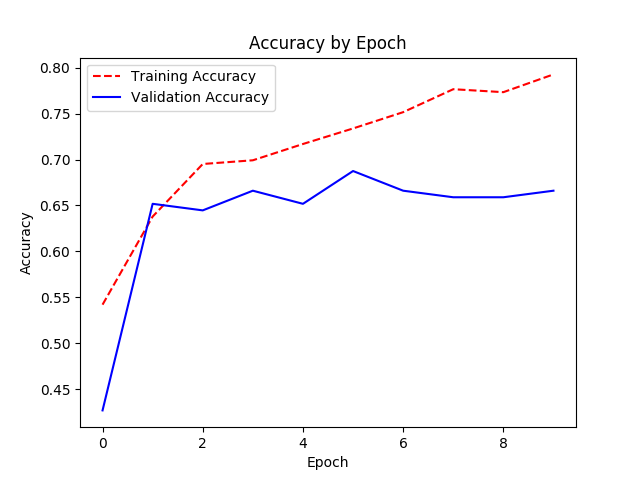 Accuracy by Epoch
Training Accuracy
Validation Accuracy
0.80
0.75
0.70
0.65
0.60
0.55
0.50
0.45
Accuracy
0 2 4 6 8
Epoch